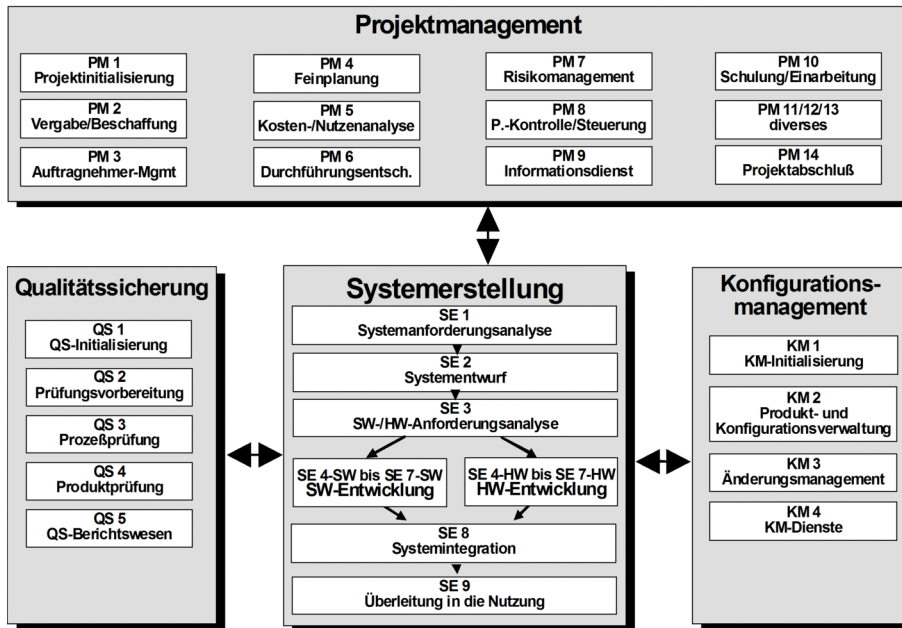 Projektmanagement
PM 1
Projektinitialisierung
PM 2
Vergabe/Beschaffung
PM 3
Auftragnehmer-Mgmt
PM 4
Feinplanung
PM 5
Kosten-/Nutzenanalyse
PM 6
Durchführungsentsch.
PM 7
Risikomanagement
PM 8
P.-Kontrolle/Steuerung
PM 9
Informationsdienst
PM 10
Schulung/Einarbeitung
PM 11/12/13
diverses
PM 14
Projektabschluß
Qualitätssicherung
QS 1
QS-Initialisierung
QS 2
Prüfungsvorbereitung
QS 3
Prozeßprüfung
QS 4
Produktprüfung
QS 5
QS-Berichtswesen
Systemerstellung
SE 1
Systemanforderungsanalyse
SE 2
Systementwurf
SE 3
SW-/HW-Anforderungsanalyse
SE 4-SW bis SE 7-SW
SW-Entwicklung
SE 4-HW bis SE 7-HW
HW-Entwicklung
SE 8
Systemintegration
SE 9
Überleitung in die Nutzung
Konfigurations-
management
KM 1
KM-Initialisierung
KM 2
Produkt- und
Konfigurationsverwaltung
KM 3
Änderungsmanagement
KM 4
KM-Dienste